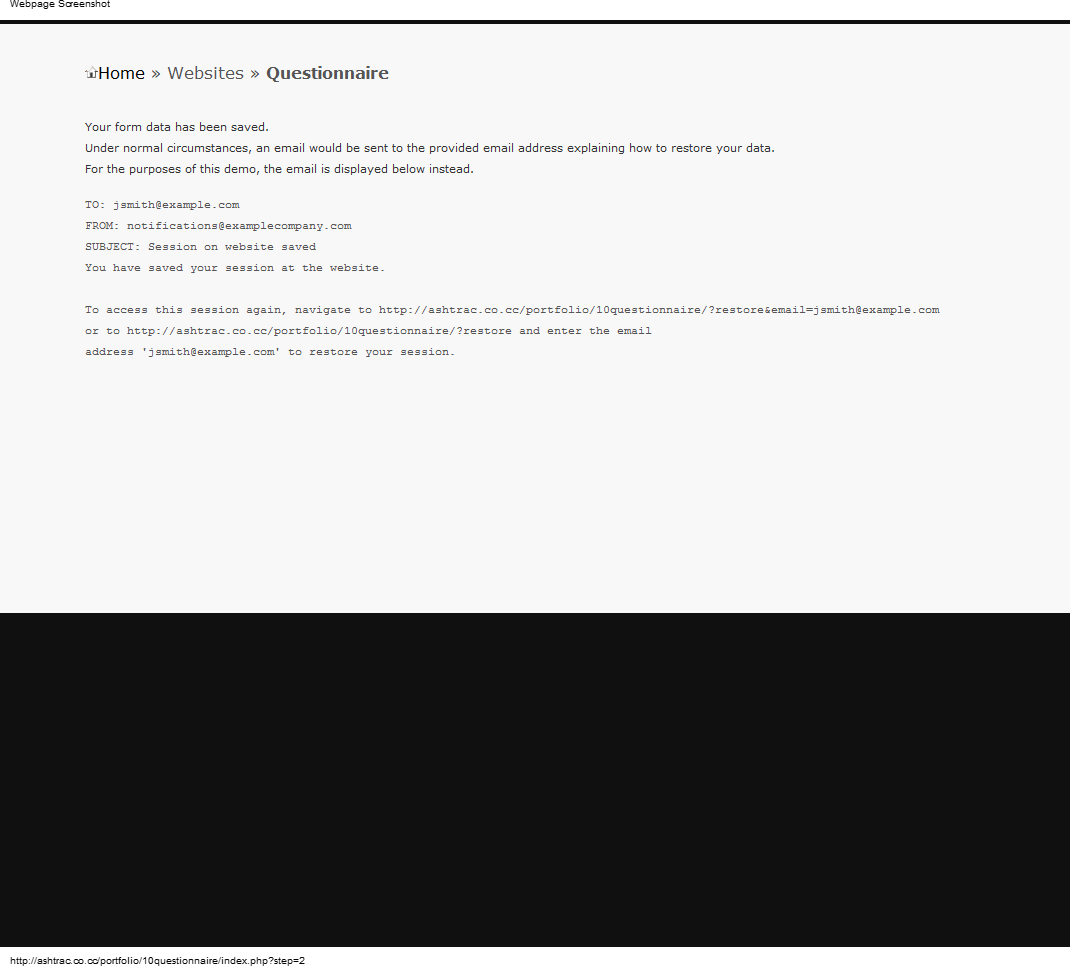 Webpage Screenshot
Home » Websites » Questionnaire
Your form data has been saved.
Under normal circumstances, an email would be sent to the provided email address explaining how to restore your data.
For the purposes of this demo, the email is displayed below instead.
TO: jsmith@example.com
FROM: notifications@examplecompany.com
SUBJECT: Session on website saved
You have saved your session at the website.
To access this session again, navigate to http://ashtrac.co.cc/portfolio/10questionnaire/?restore&email=jsmith@example.com
or to http://ashtrac.co.cc/portfolio/10questionnaire/?restore and enter the email
address 'jsmith@example.com' to restore your session.
http://ashtrac.co.cc/portfolio/10questionnaire/index.php?step=2